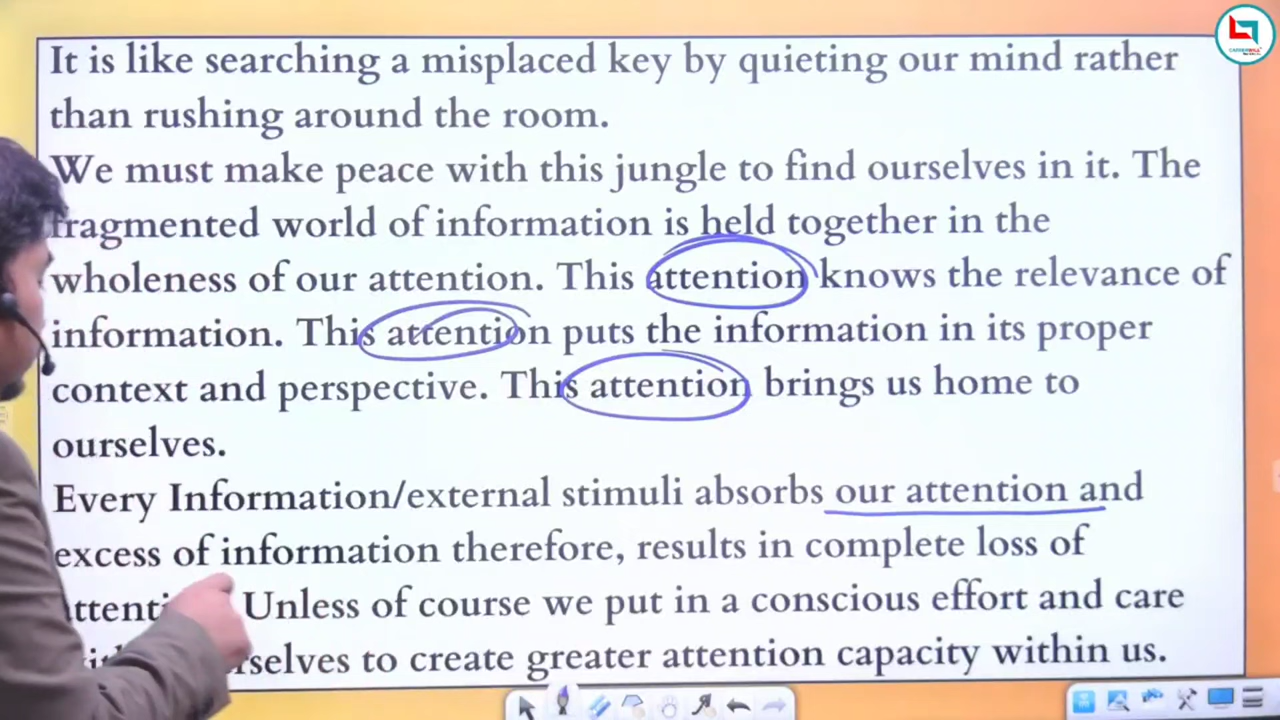 It is like searching a misplaced key by quieting our mind rather
than rushing around the room.
We must make peace with this jungle to find ourselves in it. The
fragmented world of information is held together in the
wholeness of our attention. This attention knows the relevance of
information. This attention puts the information in its proper
context and perspective. This attention brings us home to
ourselves.
Every Information/external stimuli absorbs our attention and
excess of information therefore, results in complete loss of
Unless of course we put in a conscious effort and care
to create greater attention capacity within us.
CAREERWILL